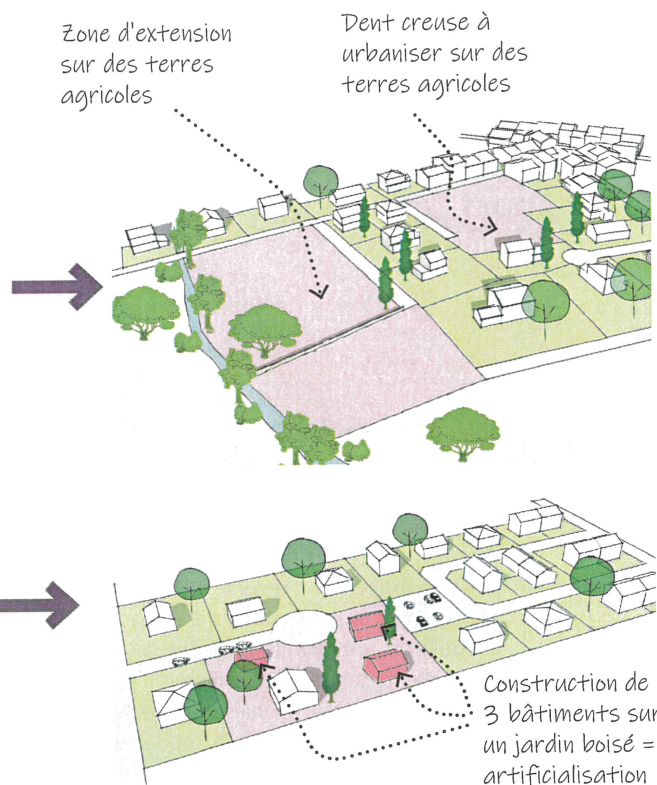 Zone d'extension
sur des terres
agricoles
Dent creuse à
urbaniser sur des
terres agricoles
Construction de
3 bâtiments sur
un jardin boisé =
artificialisation